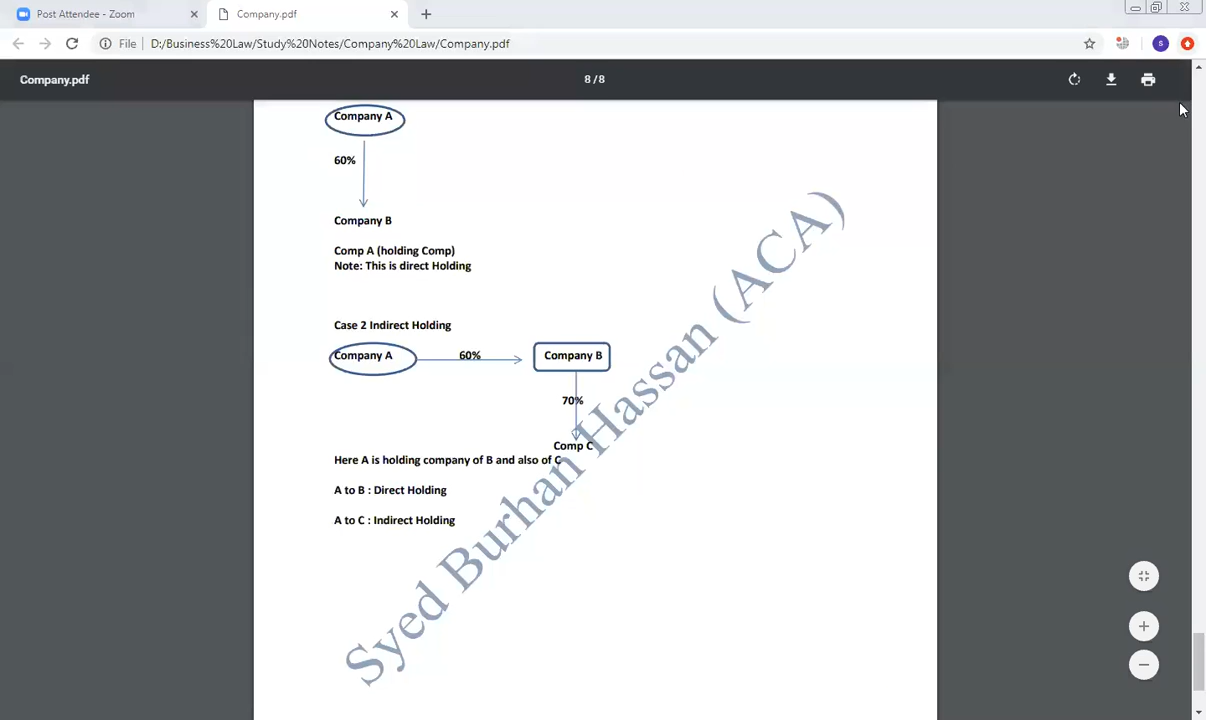 Post Attendee - Zoom
Company.pdf
File D:/Business%20Law/Study%20Notes/Company%20Law/Company.pdf
S
Company.pdf
8 / 8
Company A
60%
Company B
Comp A (holding Comp)
Note: This is direct Holding
Case 2 Indirect Holding
Company A 60% Company B
70%
Comp C
Here A is holding company of B and also of C
A to B : Direct Holding
A to C : Indirect Holding
Syed Burhan Hassan (ACA)